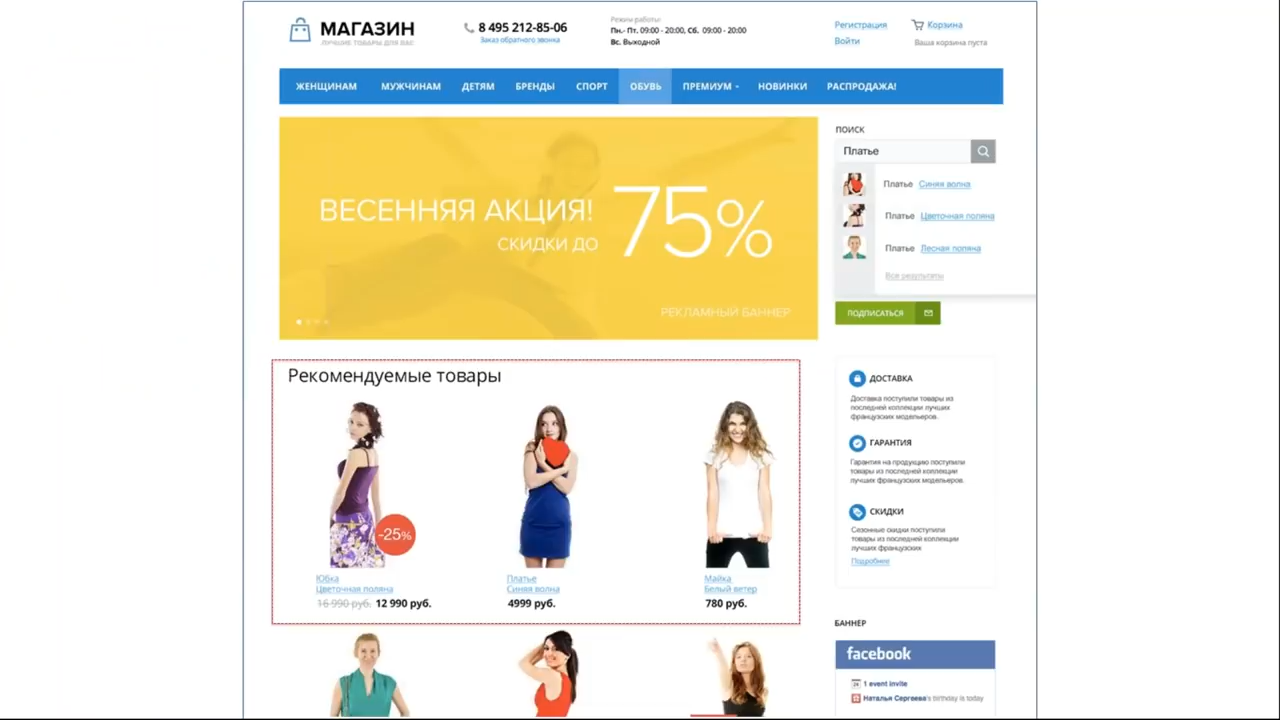 МАГАЗИН
ЛУЧШИЕ ТОВАРЫ ДЛЯ ВАС
8 495 212-85-06
Заказ обратного звонка
Режим работы:
Пн.- Пт. 09:00 - 20:00, Сб. 09:00 - 20:00
Вс. Выходной
Регистрация
Войти
Корзина
Ваша корзина пуста
ЖЕНЩИНАМ МУЖЧИНАМ ДЕТЯМ БРЕНДЫ СПОРТ ОБУВЬ ПРЕМИУМ НОВИНКИ РАСПРОДАЖА!
ВЕСЕННЯЯ АКЦИЯ!
СКИДКИ ДО
75%
РЕКЛАМНЫЙ БАННЕР
ПОИСК
Платье
Платье Синяя волна
Платье Цветочная поляна
Платье Лесная поляна
Все результаты
ПОДПИСАТЬСЯ
Рекомендуемые товары
-25%
Юбка
Цветочная поляна
16 990 руб. 12 990 руб.
Платье
Синяя волна
4999 руб.
Майка
Белый ветер
780 руб.
ДОСТАВКА
Доставка поступили товары из
последней коллекции лучших
французских модельеров.
ГАРАНТИЯ
Гарантия на продукцию поступили
товары из последней коллекции
лучших французских модельеров.
СКИДКИ
Сезонные скидки поступили
товары из последней коллекции
лучших французских
Подробнее
БАННЕР
facebook
1 event invite
Наталья Сергеева's birthday is today